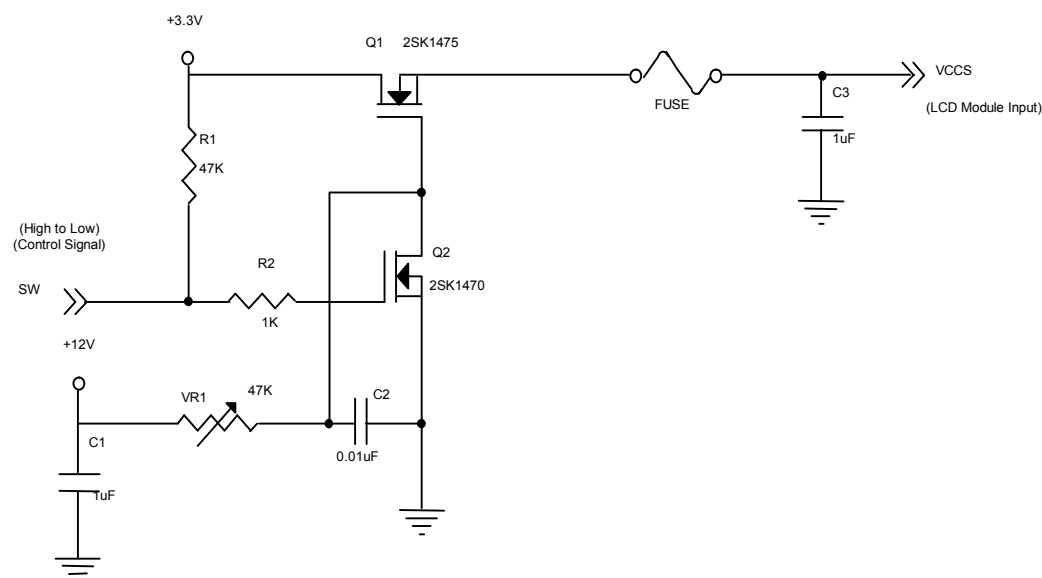 +3.3V
Q1
2SK1475
VCCS
(LCD Module Input)
FUSE
C3
1uF
R1
47K
(High to Low)
(Control Signal)
SW
R2
1K
Q2
2SK1470
+12V
VR1
47K
C2
0.01uF
C1
1uF